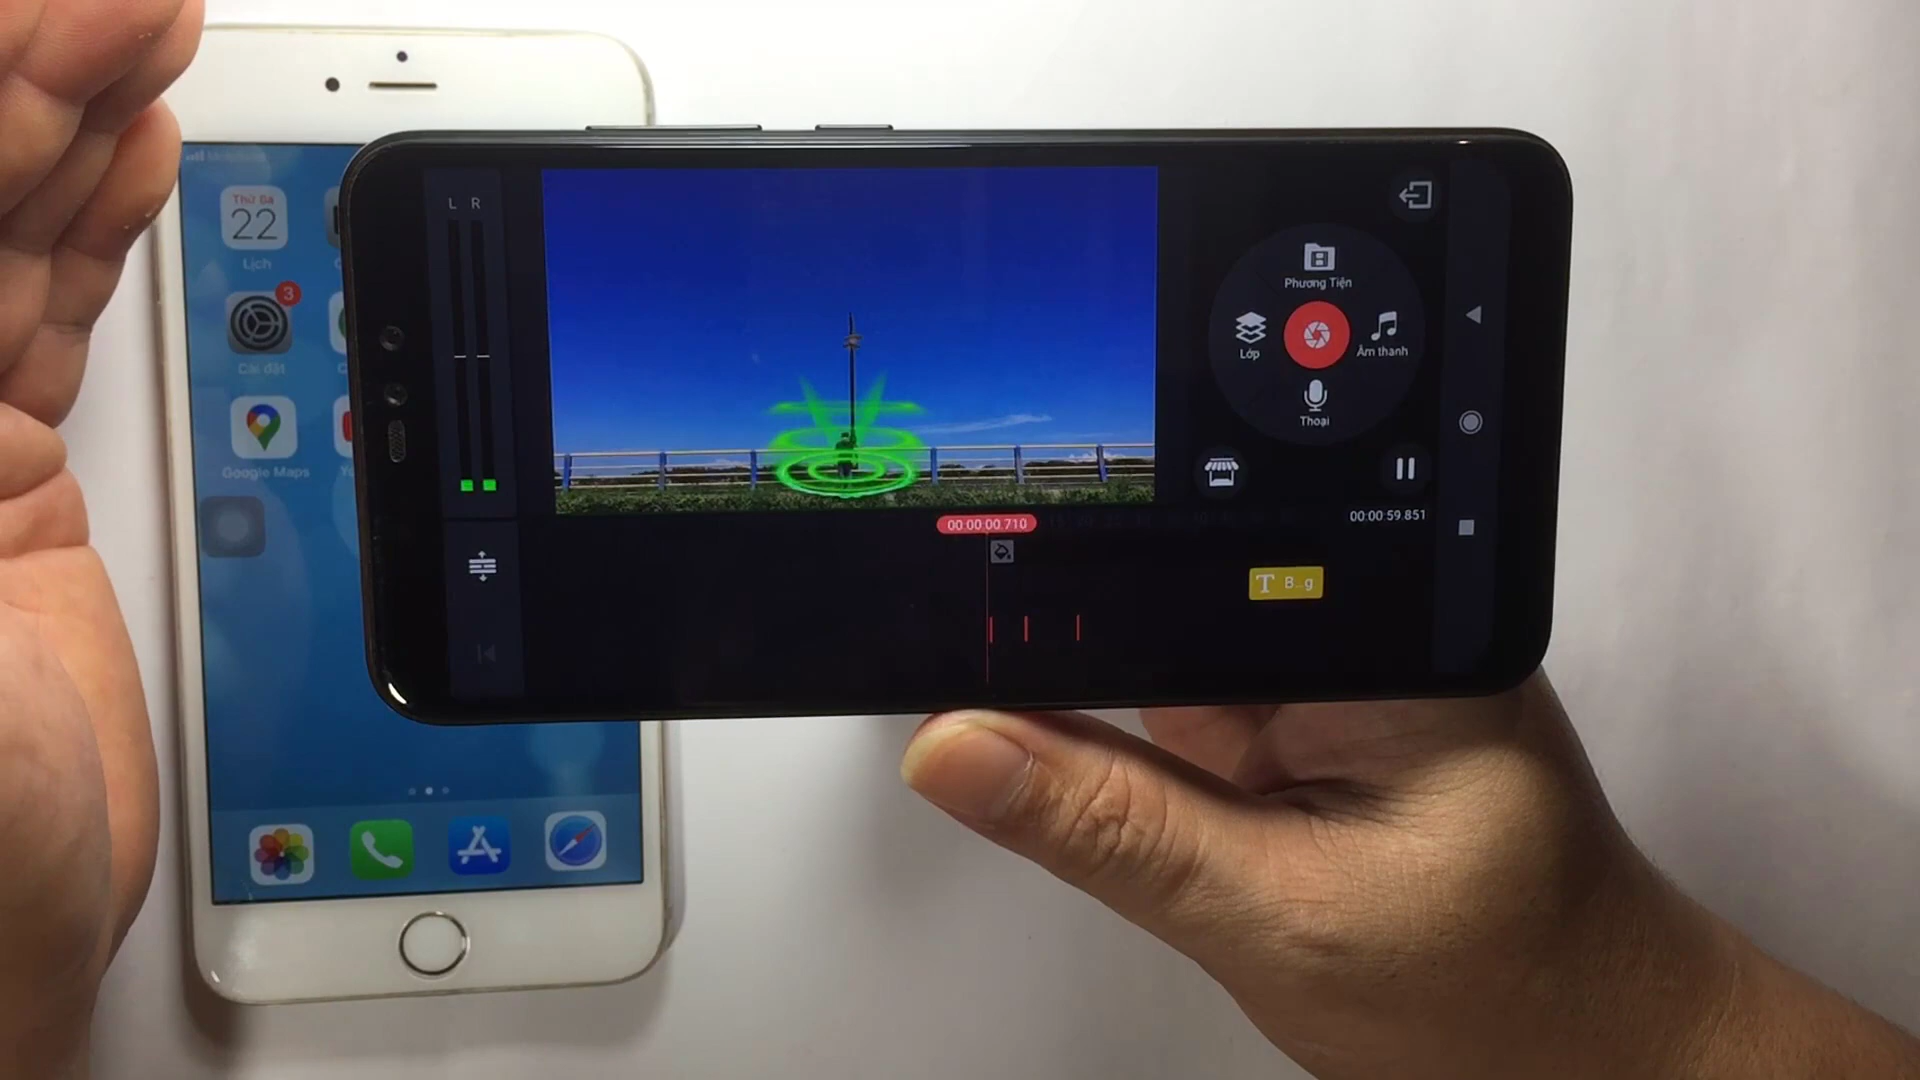 Thứ Ba
22
Lịch
3
Cài đặt
Google Maps
L R
Phương Tiện
Lớp
Âm thanh
Thoại
00:00:00.710
00:00:59.851
T B...g